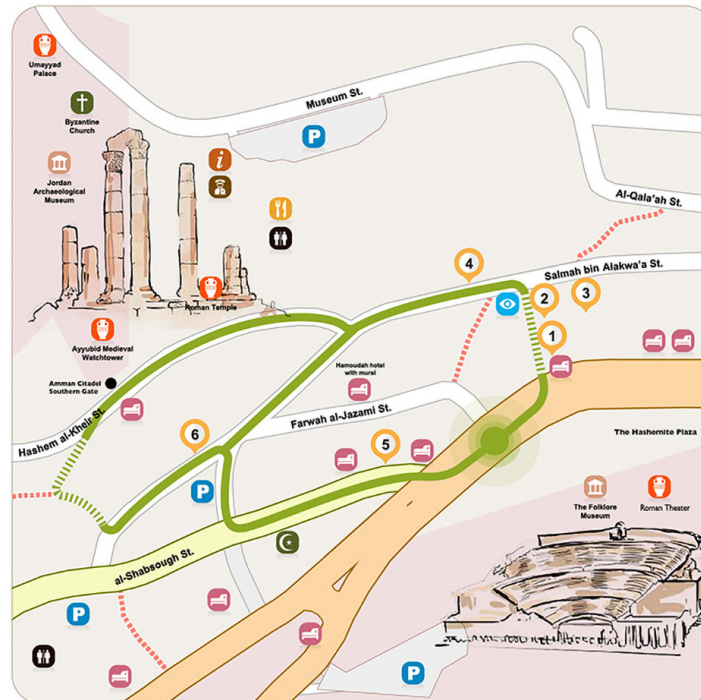 Umayyad
Palace
Byzantine
Church
Jordan
Archaeological
Museum
Museum St.
P
i
Al-Qala'ah St.
Salmah bin Alakwa'a St.
4
3
2
1
Roman Temple
Ayyubid Medieval
Watchtower
Amman Citadel
Southern Gate
Hamoudah hotel
with mural
Hashem al-Kheir St.
Farwah al-Jazami St.
6
5
P
The Hashemite Plaza
The Folklore
Museum
Roman Theater
al-Shabsough St.
P
P